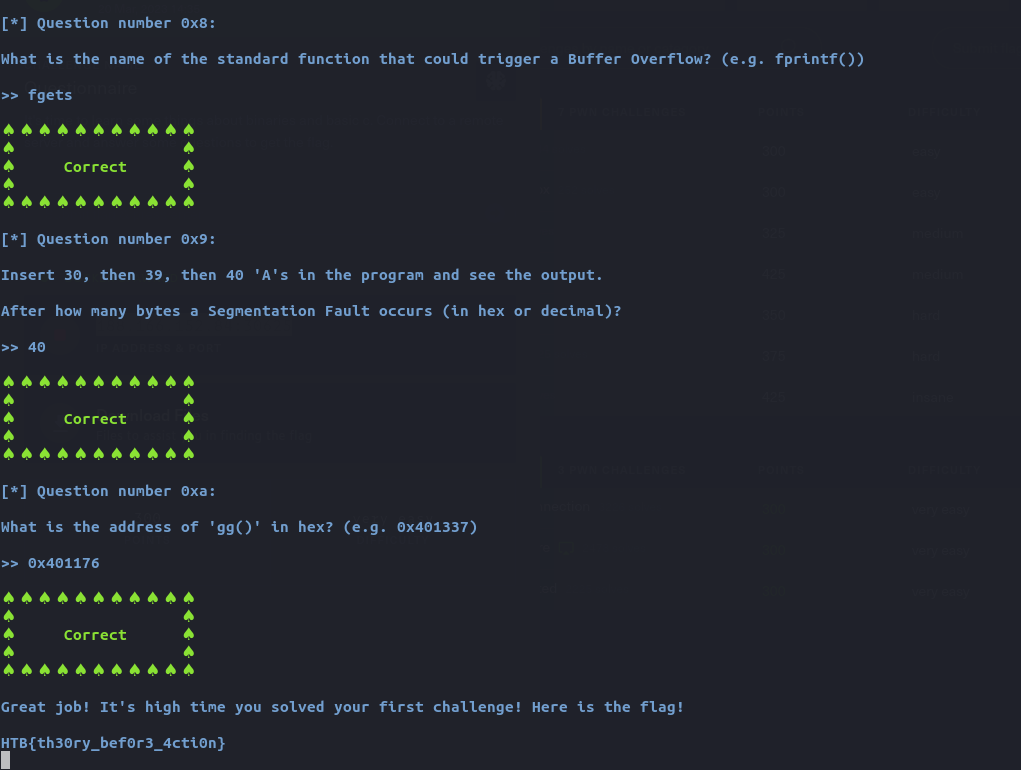 [*] Question number 0x8:
What is the name of the standard function that could trigger a Buffer Overflow? (e.g. fprintf())
>> fgets
♠ ♠ ♠ ♠ ♠ ♠ ♠ ♠ ♠ ♠ ♠
♠ ♠
♠ Correct ♠
♠ ♠
♠ ♠ ♠ ♠ ♠ ♠ ♠ ♠ ♠ ♠ ♠
[*] Question number 0x9:
Insert 30, then 39, then 40 'A's in the program and see the output.
After how many bytes a Segmentation Fault occurs (in hex or decimal)?
>> 40
♠ ♠ ♠ ♠ ♠ ♠ ♠ ♠ ♠ ♠ ♠
♠ ♠
♠ Correct ♠
♠ ♠
♠ ♠ ♠ ♠ ♠ ♠ ♠ ♠ ♠ ♠ ♠
[*] Question number 0xa:
What is the address of 'gg()' in hex? (e.g. 0x401337)
>> 0x401176
♠ ♠ ♠ ♠ ♠ ♠ ♠ ♠ ♠ ♠ ♠
♠ ♠
♠ Correct ♠
♠ ♠
♠ ♠ ♠ ♠ ♠ ♠ ♠ ♠ ♠ ♠ ♠
Great job! It's high time you solved your first challenge! Here is the flag!
HTB{th30ry_bef0r3_4cti0n}